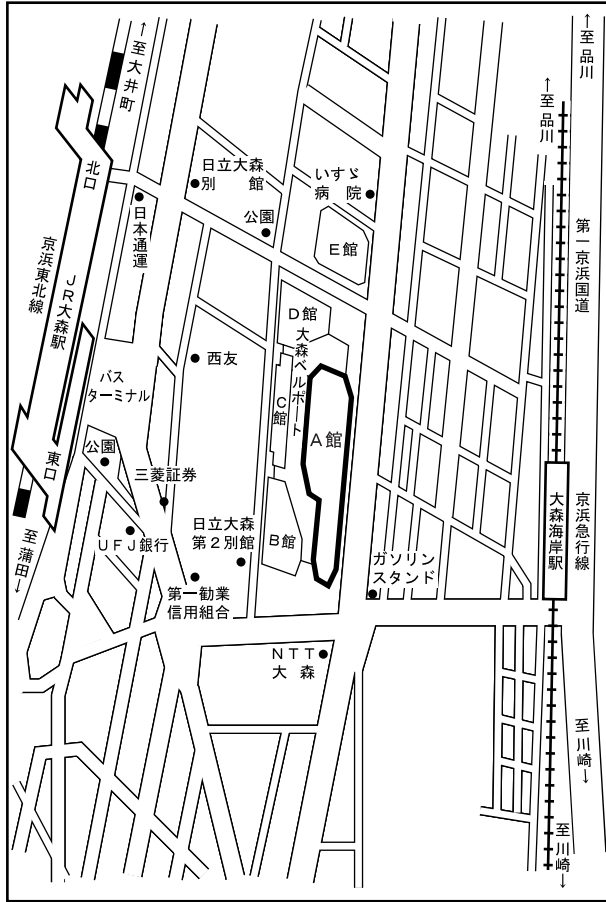 ←至品川
←至大井町
←至品川
北口
日立大森
別館
いすゞ
病院
公園
日本通運
E館
第一京浜国道
京浜東北線
JR大森駅
D館
大森ベルポート
西友
バス
ターミナル
C館
A館
公園
東口
三菱証券
大森海岸駅
京浜急行線
UFJ銀行
日立大森
第2別館
B館
ガソリン
スタンド
至蒲田→
第一勧業
信用組合
NTT
大森
至川崎→
至川崎→